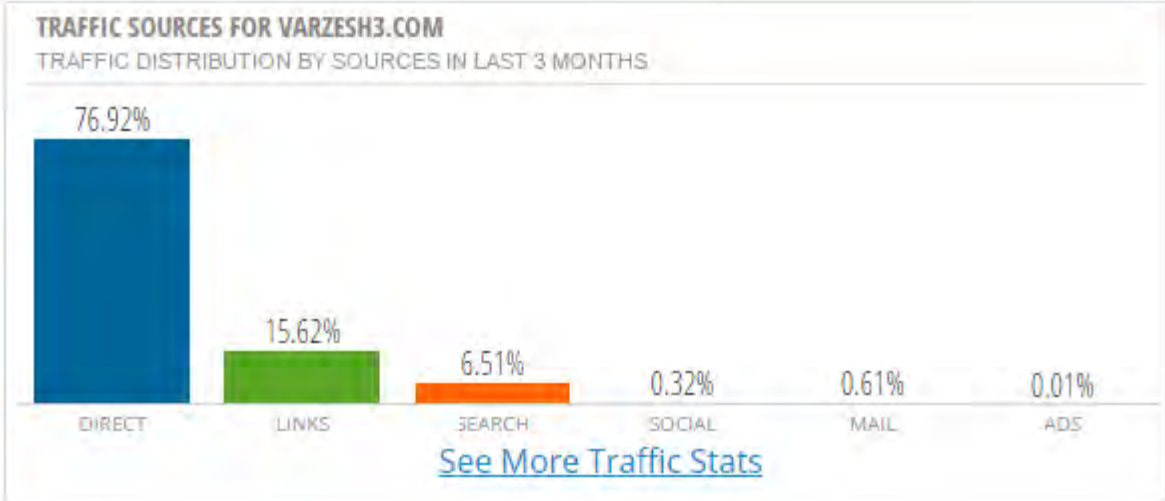 TRAFFIC SOURCES FOR VARZESH3.COM
TRAFFIC DISTRIBUTION BY SOURCES IN LAST 3 MONTHS
76.92%
15.62%
6.51%
0.32%
0.61%
0.01%
DIRECT
LINKS
SEARCH
SOCIAL
MAIL
ADS
See More Traffic Stats